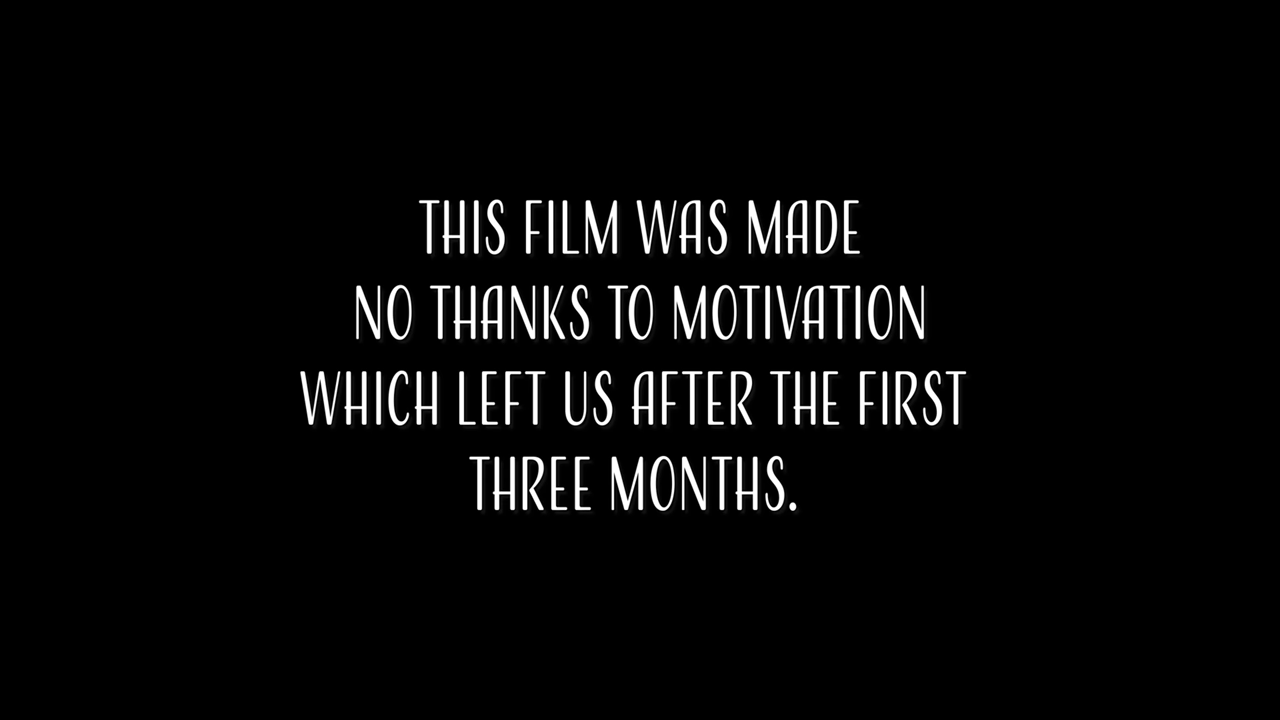 THIS FILM WAS MADE
NO THANKS TO MOTIVATION
WHICH LEFT US AFTER THE FIRST
THREE MONTHS.